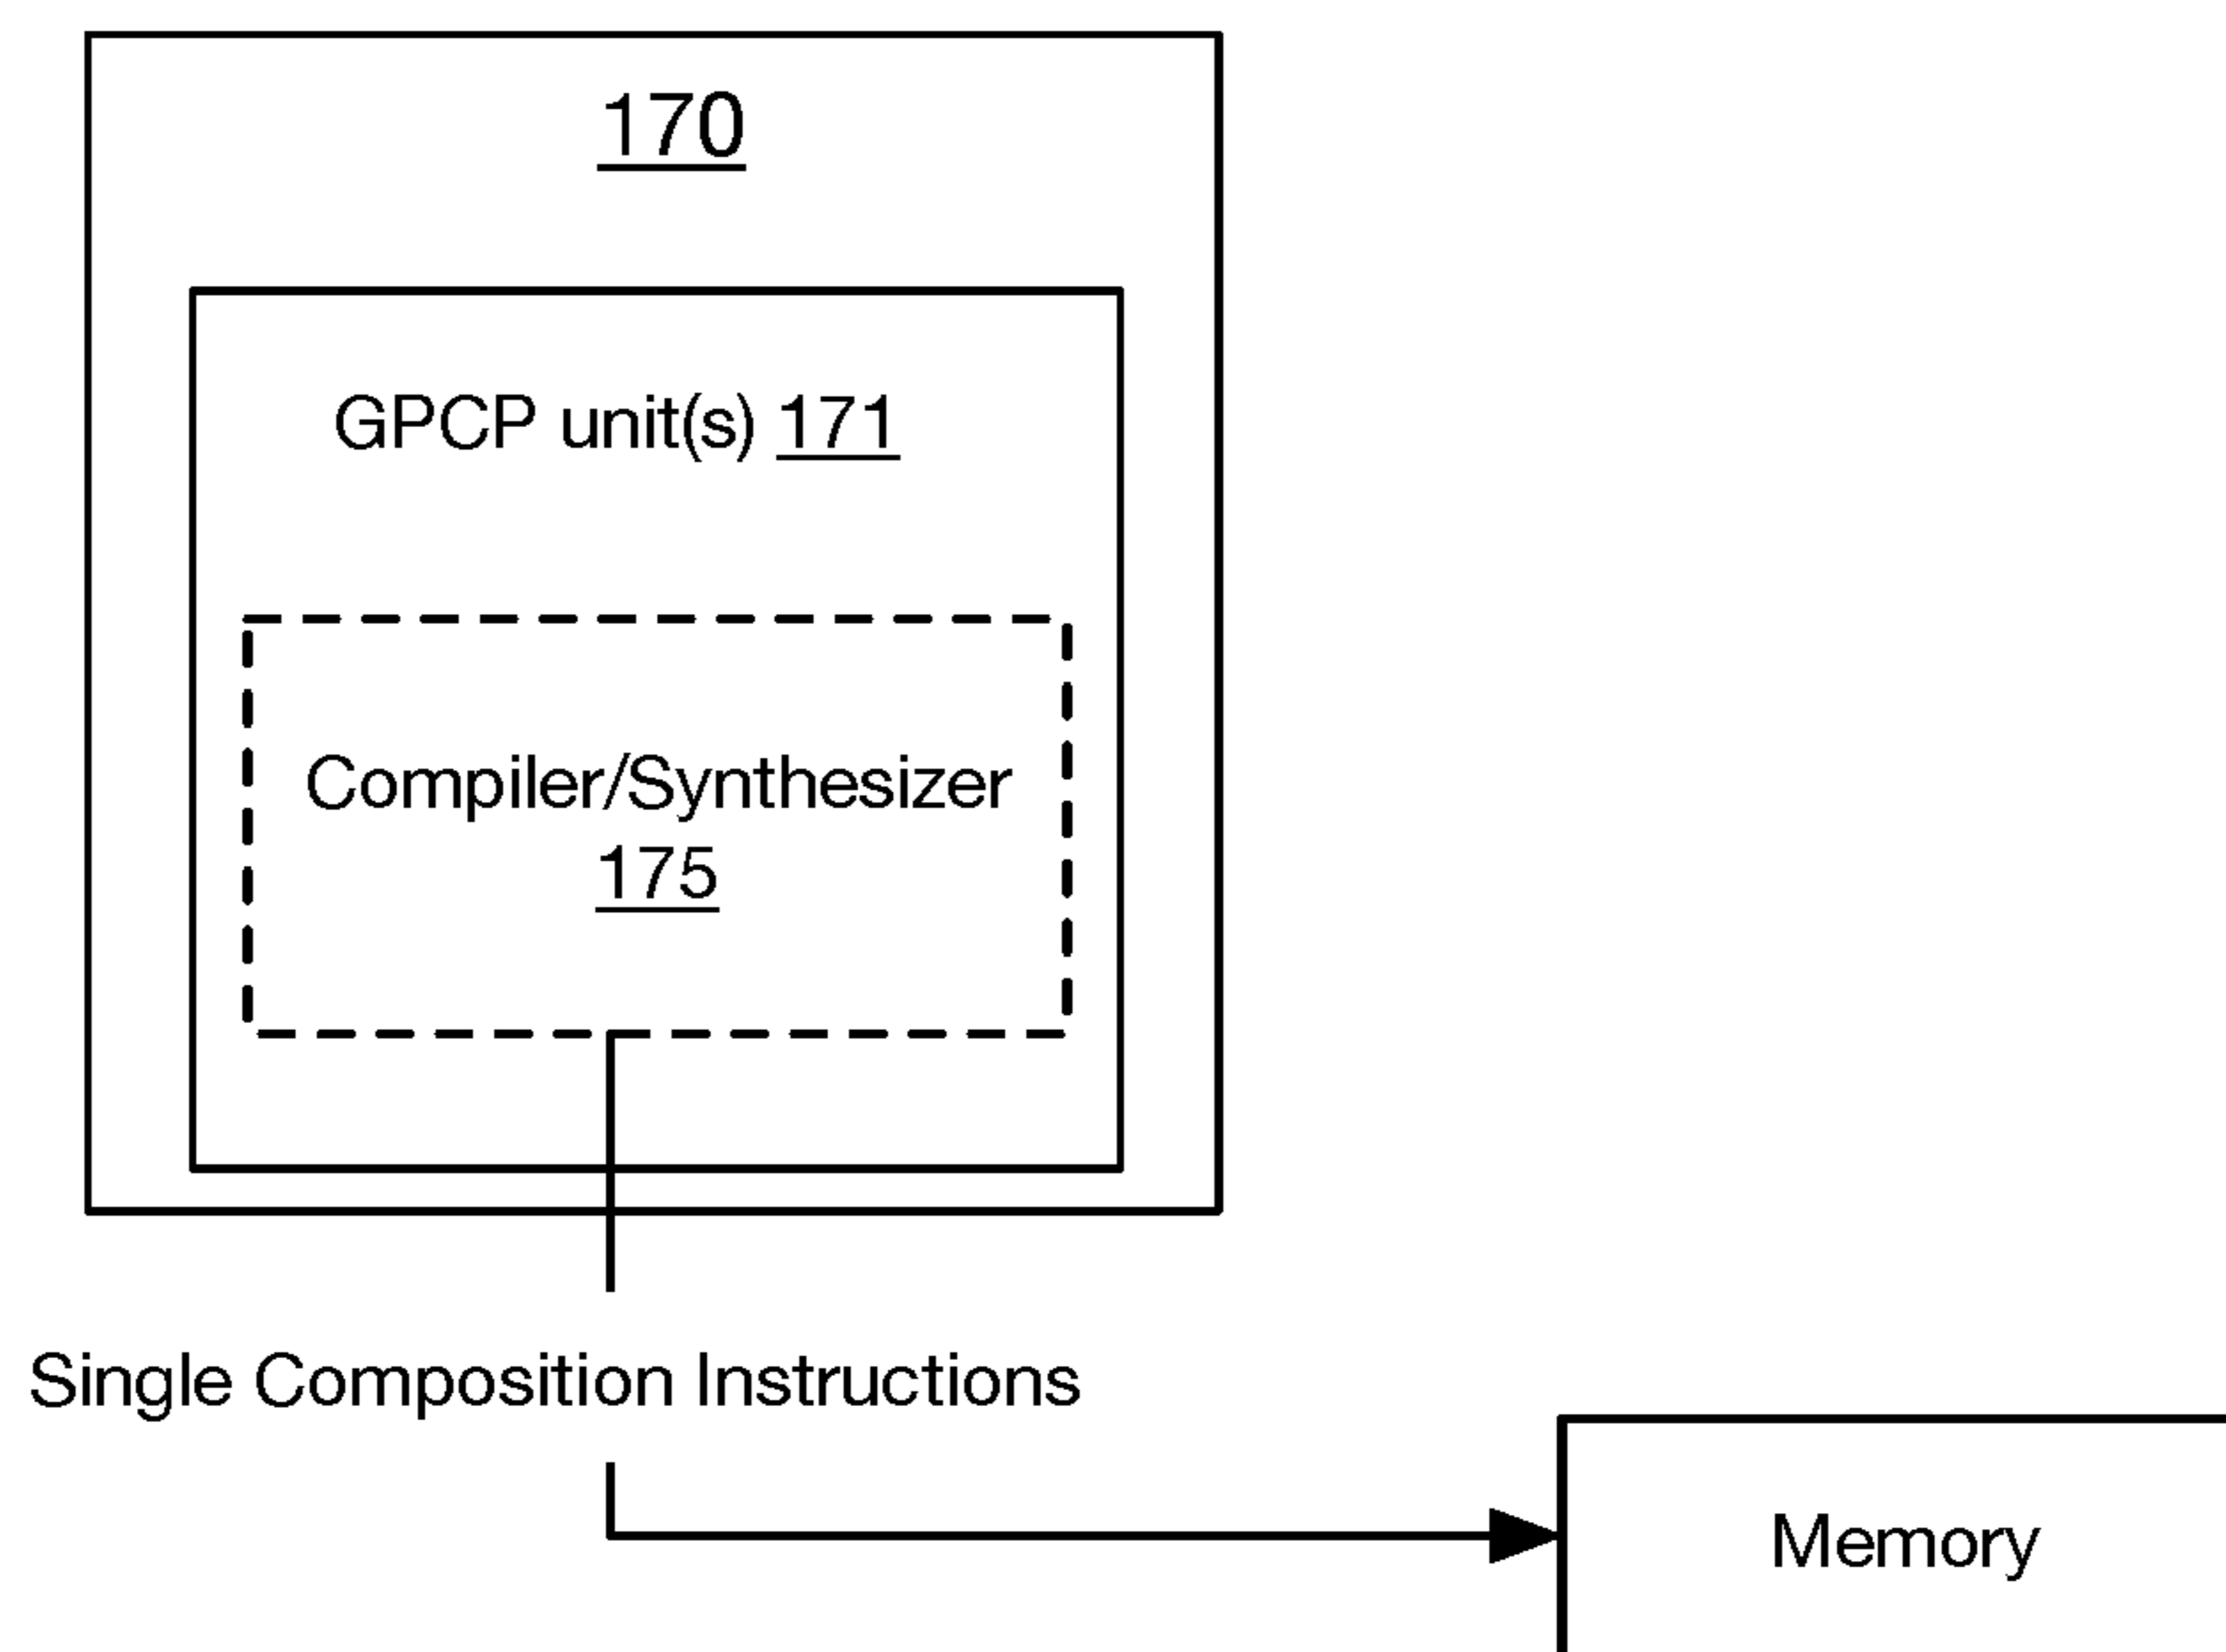 170
GPCP unit(s) 171
Compiler/Synthesizer
175
Single Composition Instructions
Memory